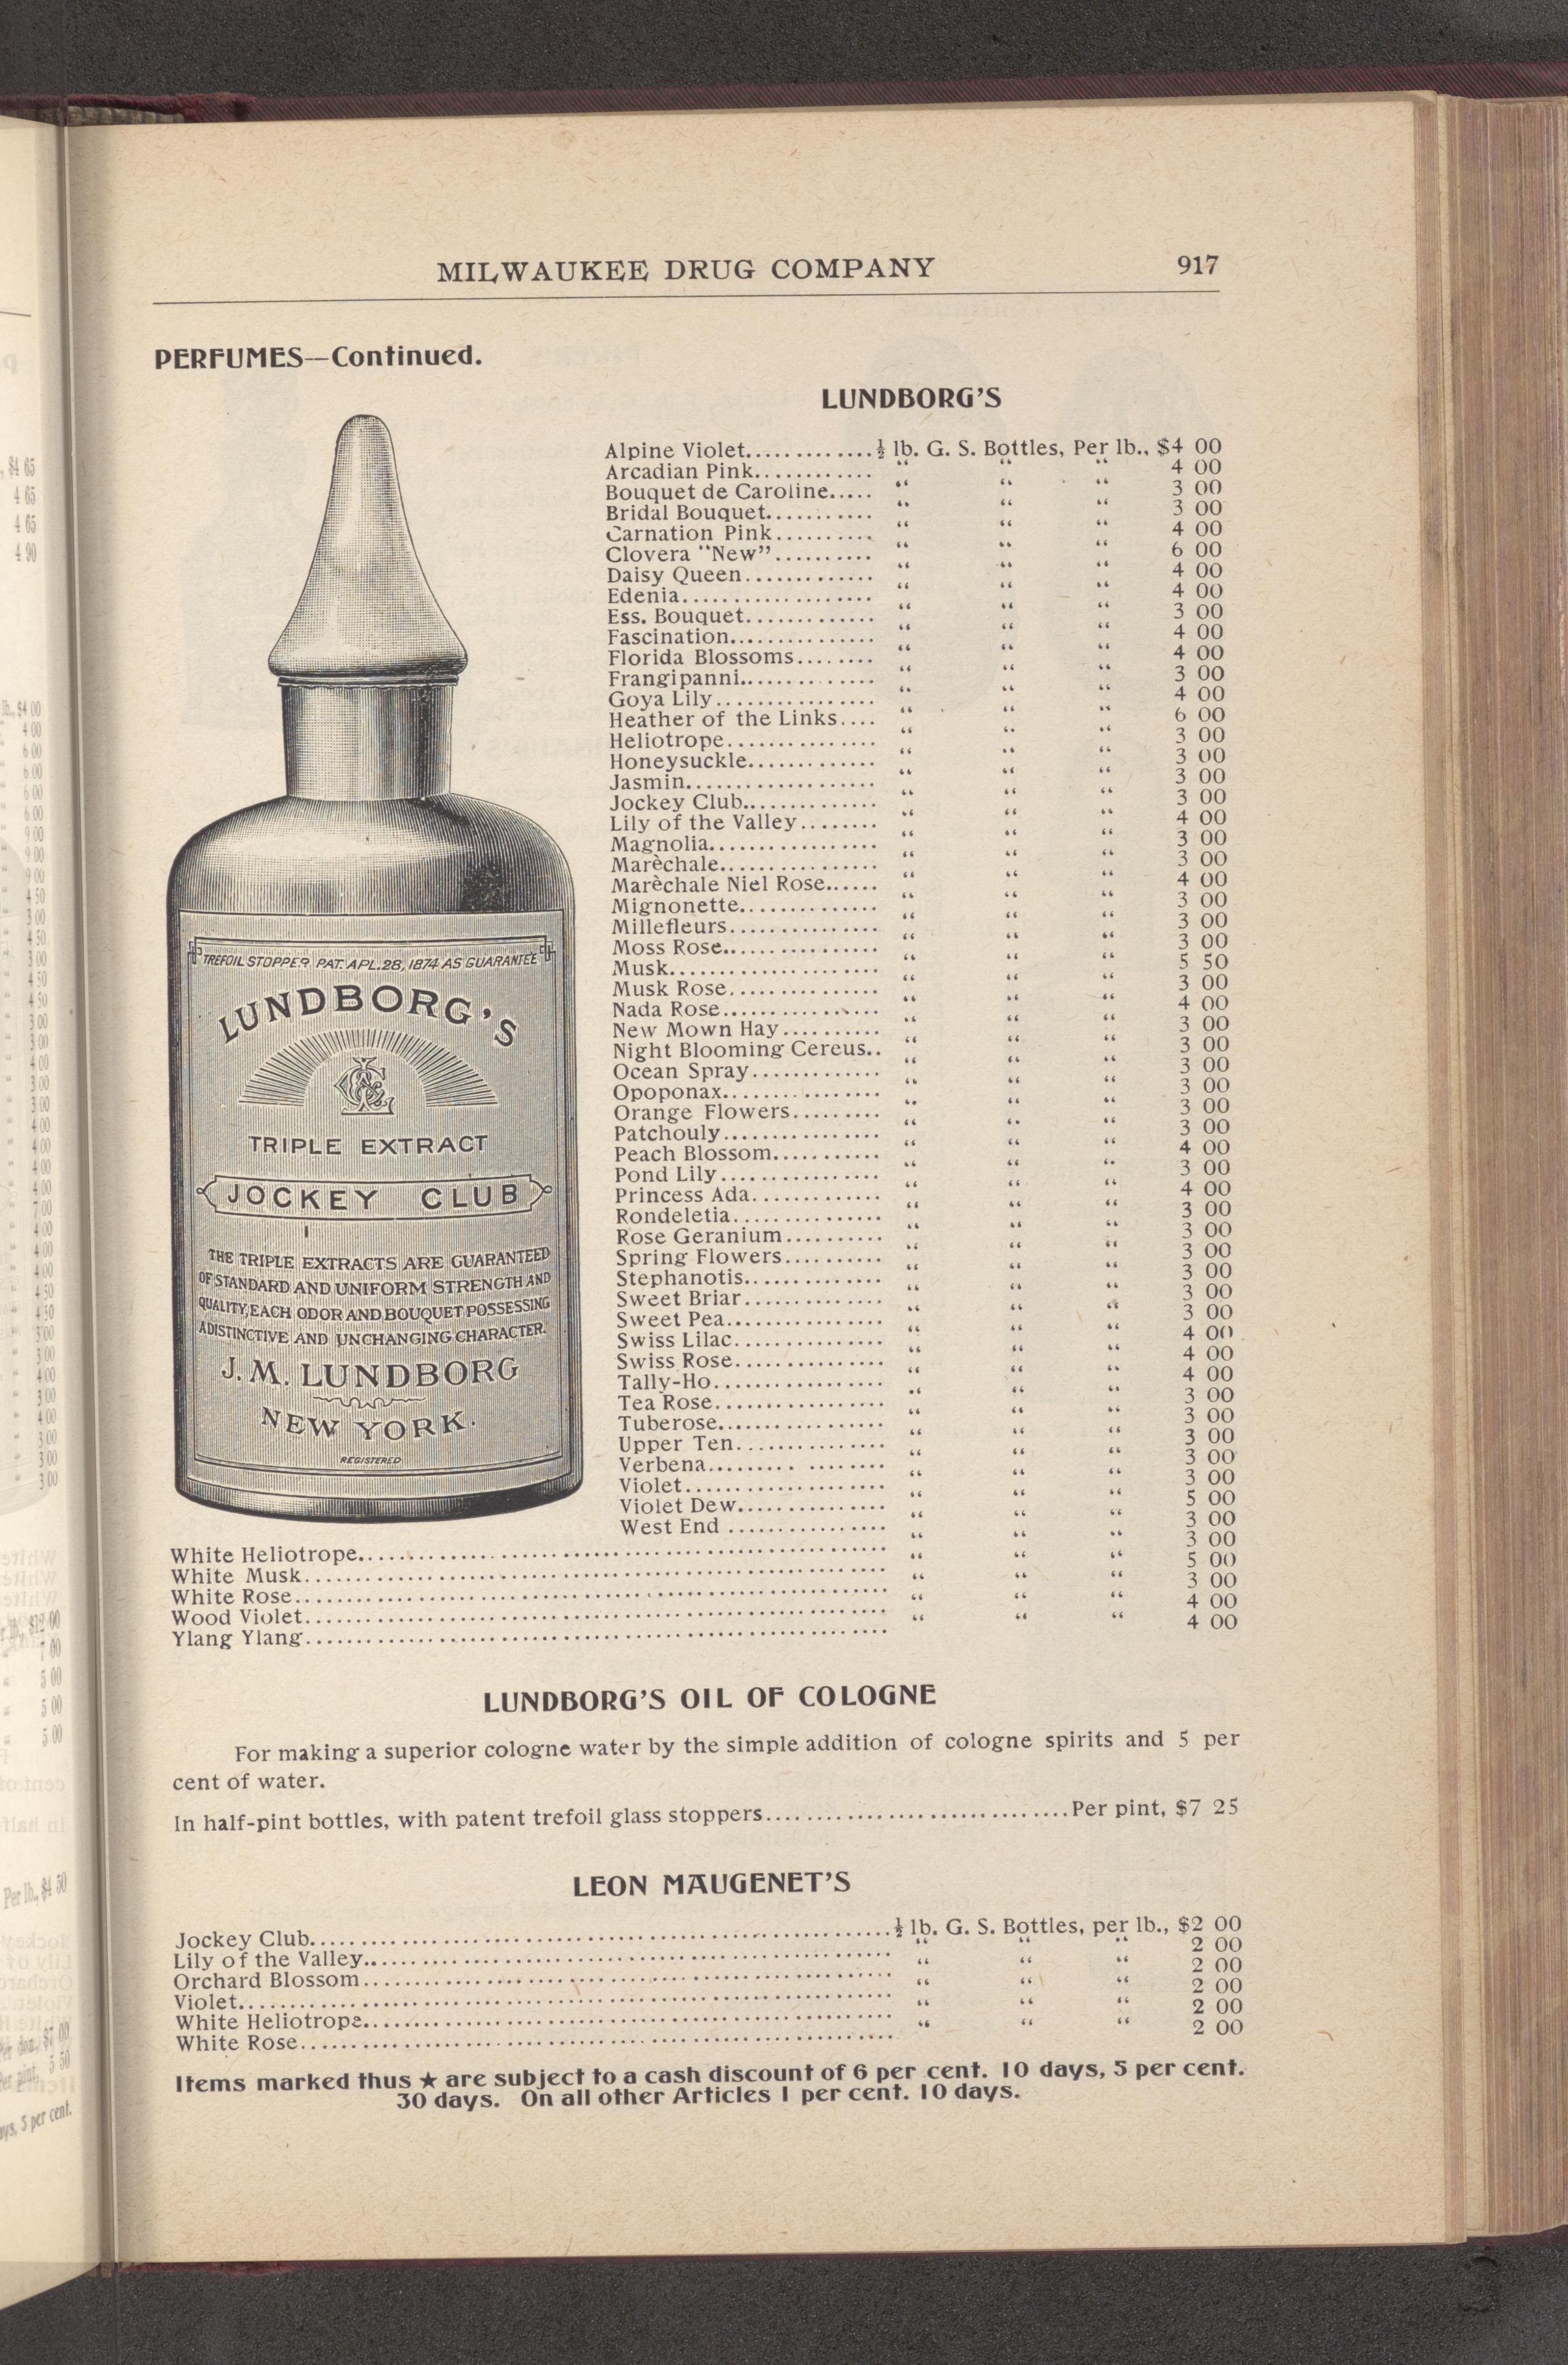 MILWAUKEE DRUG COMPANY 917
PERFUMES—Continued.
LUNDBORG'S
Alpine Violet..............½ lb. G. S. Bottles, Per lb., $4 00
Arcadian Pink............ “ “ “ 4 00
Bouquet de Caroline..... “ “ “ 3 00
Bridal Bouquet........... “ “ “ 3 00
Carnation Pink.......... “ “ “ 4 00
Clovera “New”.......... “ “ “ 6 00
Daisy Queen............. “ “ “ 4 00
Edenia................... “ “ “ 4 00
Ess. Bouquet............. “ “ “ 3 00
Fascination............... “ “ “ 4 00
Florida Blossoms........ “ “ “ 4 00
Frangipanni.............. “ “ “ 3 00
Goya Lily................ “ “ “ 4 00
Heather of the Links.... “ “ “ 6 00
Heliotrope............... “ “ “ 3 00
Honeysuckle............. “ “ “ 3 00
Jasmin................... “ “ “ 3 00
Jockey Club.............. “ “ “ 3 00
Lily of the Valley........ “ “ “ 4 00
Magnolia................. “ “ “ 3 00
Marèchale................ “ “ “ 3 00
Marèchale Niel Rose...... “ “ “ 4 00
Mignonette.............. “ “ “ 3 00
Millefleurs............... “ “ “ 3 00
Moss Rose................ “ “ “ 3 00
Musk..................... “ “ “ 5 50
Musk Rose............... “ “ “ 3 00
Nada Rose................ “ “ “ 4 00
New Mown Hay.......... “ “ “ 3 00
Night Blooming Cereus.. “ “ “ 3 00
Ocean Spray............. “ “ “ 3 00
Opoponax................ “ “ “ 3 00
Orange Flowers......... “ “ “ 3 00
Patchouly................ “ “ “ 3 00
Peach Blossom........... “ “ “ 4 00
Pond Lily................ “ “ “ 3 00
Princess Ada............. “ “ “ 4 00
Rondeletia............... “ “ “ 3 00
Rose Geranium.......... “ “ “ 3 00
Spring Flowers.......... “ “ “ 3 00
Stephanotis.............. “ “ “ 3 00
Sweet Briar.............. “ “ “ 3 00
Sweet Pea................ “ “ “ 3 00
Swiss Lilac............... “ “ “ 4 00
Swiss Rose............... “ “ “ 4 00
Tally-Ho................. “ “ “ 4 00
Tea Rose................. “ “ “ 3 00
Tuberose................. “ “ “ 3 00
Upper Ten............... “ “ “ 3 00
Verbena......... ........ “ “ “ 3 00
Violet.................... “ “ “ 3 00
Violet Dew............... “ “ “ 5 00
West End ................ “ “ “ 3 00
White Heliotrope.................... “ “ “ 3 00
White Musk.................... “ “ “ 5 00
White Rose.................... “ “ “ 3 00
Wood Violet.................... “ “ “ 4 00
Ylang Ylang.................... “ “ “ 4 00
TREFOIL STOPPER PAT. APL. 28, 1874 AS GUARANTEE
LUNDBORG'S
TRIPLE EXTRACT
JOCKEY CLUB
THE TRIPLE EXTRACTS ARE GUARANTEED
OF STANDARD AND UNIFORM STRENGTH AND
QUALITY, EACH ODOR AND BOUQUET POSSESSING
A DISTINCTIVE AND UNCHANGING CHARACTER.
J. M. LUNDBORG
NEW YORK.
REGISTERED
LUNDBORG'S OIL OF COLOGNE
For making a superior cologne water by the simple addition of cologne spirits and 5 per
cent of water.
In half-pint bottles, with patent trefoil glass stoppers..............................Per pint, $7 25
LEON MAUGENET'S
Jockey Club....................½ lb. G. S. Bottles, per lb., $2 00
Lily of the Valley.................... “ “ “ 2 00
Orchard Blossom.................... “ “ “ 2 00
Violet.................... “ “ “ 2 00
White Heliotrope.................... “ “ “ 2 00
White Rose.................... “ “ “ 2 00
Items marked thus ★ are subject to a cash discount of 6 per cent. 10 days, 5 per cent.
30 days. On all other Articles 1 per cent. 10 days.